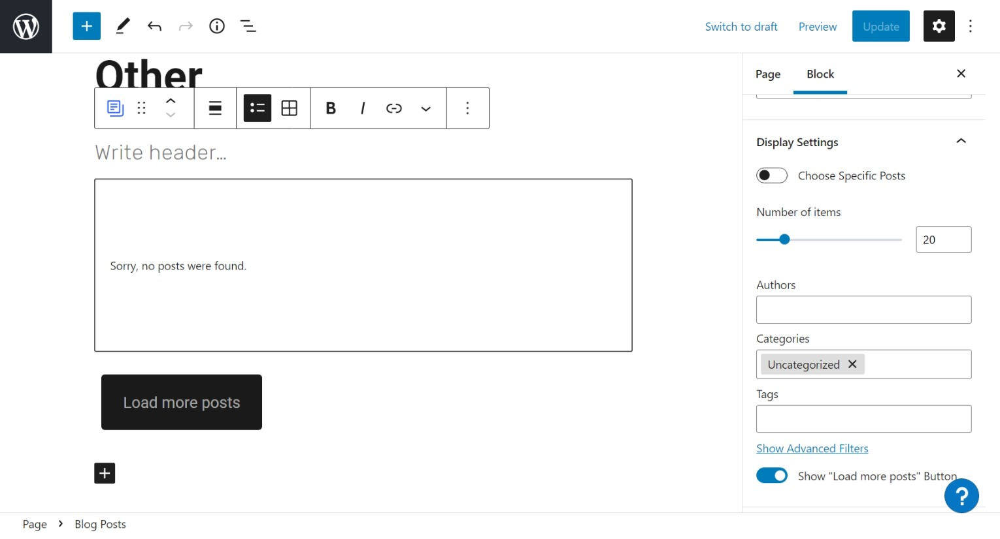 Switch to draft Preview Update
Other
B I
Write header...
Sorry, no posts were found.
Load more posts
Page Block
Display Settings
Choose Specific Posts
Number of items
20
Authors
Categories
Uncategorized
Tags
Show Advanced Filters
Show "Load more posts" Button
?
Page > Blog Posts